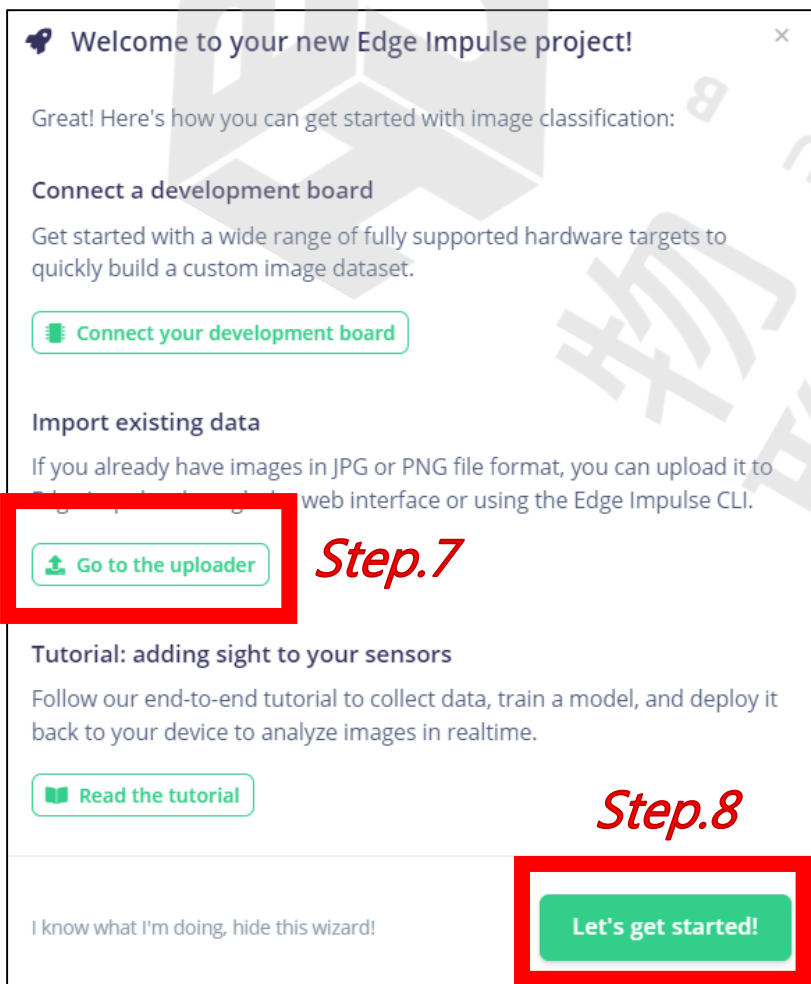 Welcome to your new Edge Impulse project!
Great! Here's how you can get started with image classification:
Connect a development board
Get started with a wide range of fully supported hardware targets to
quickly build a custom image dataset.
Connect your development board
Import existing data
If you already have images in JPG or PNG file format, you can upload it to
web interface or using the Edge Impulse CLI.
Go to the uploader
Step.7
Tutorial: adding sight to your sensors
Follow our end-to-end tutorial to collect data, train a model, and deploy it
back to your device to analyze images in realtime.
Read the tutorial
Step.8
I know what I'm doing, hide this wizard!
Let's get started!
物